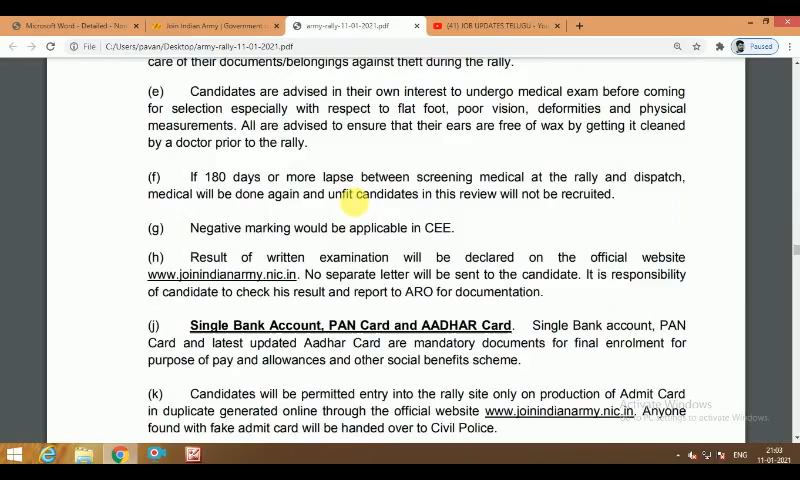 Microsoft Word - Detailed - Not
Join Indian Army | Government o
army-rally-11-01-2021.pdf
(41) JOB UPDATES TELUGU - You
File | C:/Users/pavan/Desktop/army-rally-11-01-2021.pdf
Paused
care of their documents/belongings against theft during the rally.
(e) Candidates are advised in their own interest to undergo medical exam before coming
for selection especially with respect to flat foot, poor vision, deformities and physical
measurements. All are advised to ensure that their ears are free of wax by getting it cleaned
by a doctor prior to the rally.
(f) If 180 days or more lapse between screening medical at the rally and dispatch,
medical will be done again and unfit candidates in this review will not be recruited.
(g) Negative marking would be applicable in CEE.
(h) Result of written examination will be declared on the official website
www.joinindianarmy.nic.in. No separate letter will be sent to the candidate. It is responsibility
of candidate to check his result and report to ARO for documentation.
(j) Single Bank Account, PAN Card and AADHAR Card. Single Bank account, PAN
Card and latest updated Aadhar Card are mandatory documents for final enrolment for
purpose of pay and allowances and other social benefits scheme.
(k) Candidates will be permitted entry into the rally site only on production of Admit Card
in duplicate generated online through the official website www.joinindianarmy.nic.in. Anyone
found with fake admit card will be handed over to Civil Police.
Activate Windows
Go to PC settings to activate Windows.
ENG
21:03
11-01-2021